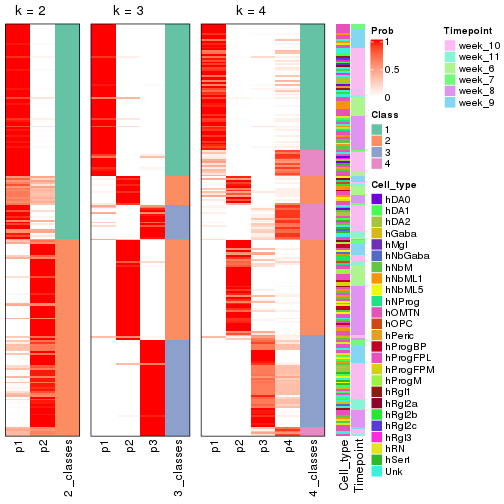 k = 2
k = 3
k = 4
p1
p2
2_classes
p1
p2
p3
3_classes
p1
p2
p3
p4
4_classes
Cell_type
Timepoint
Prob
1
0.5
0
Class
1
2
3
4
Cell_type
hDA0
hDA1
hDA2
hGaba
hMgl
hNbGaba
hNbM
hNbML1
hNbML5
hNProg
hOMTN
hOPC
hPeric
hProgBP
hProgFPL
hProgFPM
hProgM
hRgl1
hRgl2a
hRgl2b
hRgl2c
hRgl3
hRN
hSert
Unk
Timepoint
week_10
week_11
week_6
week_7
week_8
week_9